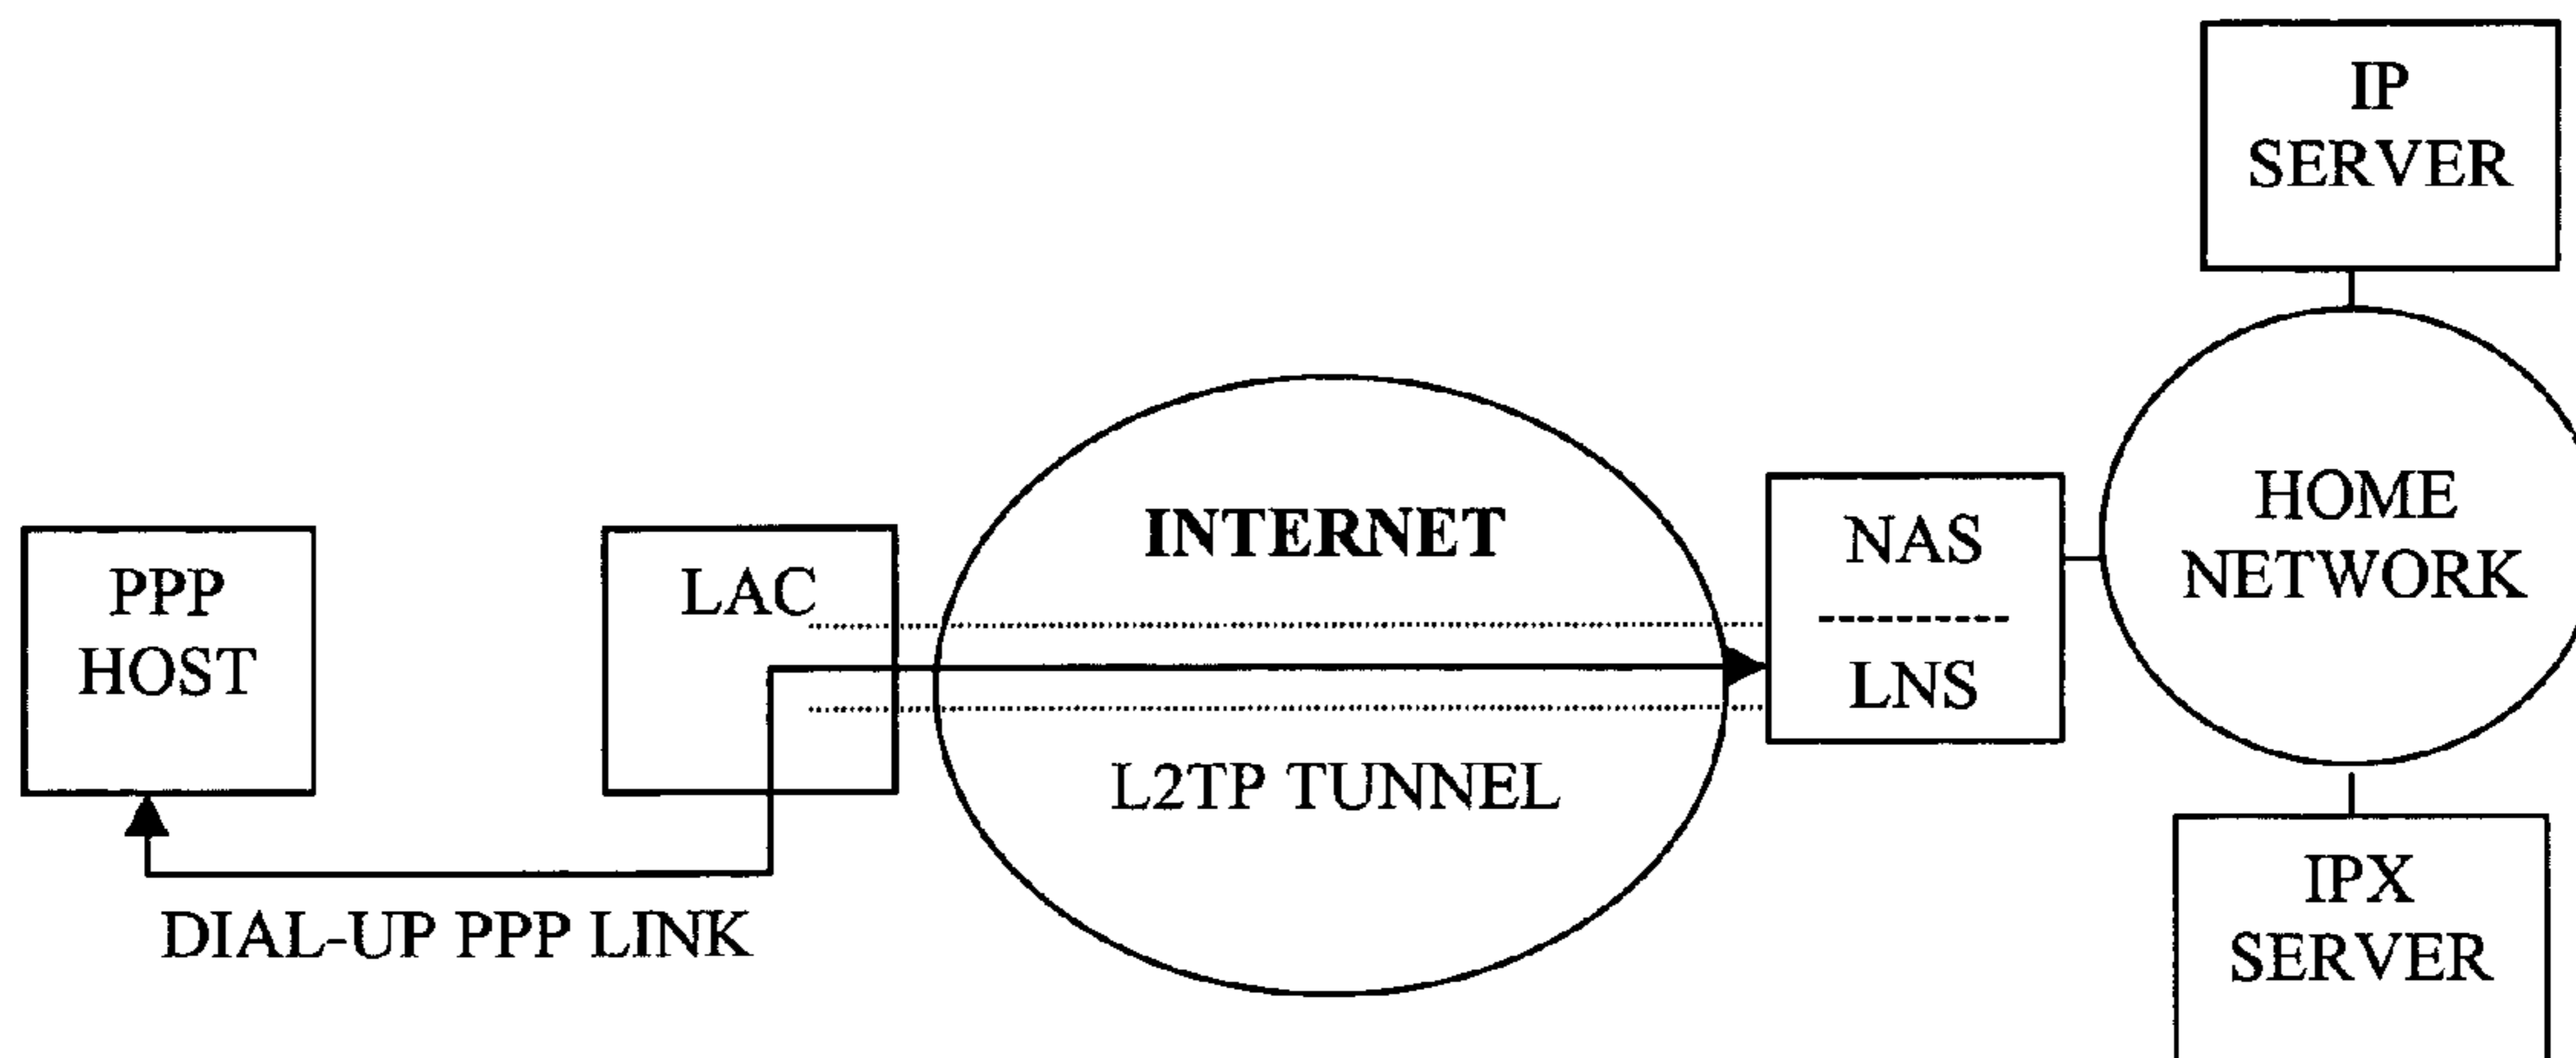 IP
SERVER
HOME
NETWORK
INTERNET
NAS
LNS
PPP
HOST
LAC
L2TP TUNNEL
DIAL-UP PPP LINK
IPX
SERVER